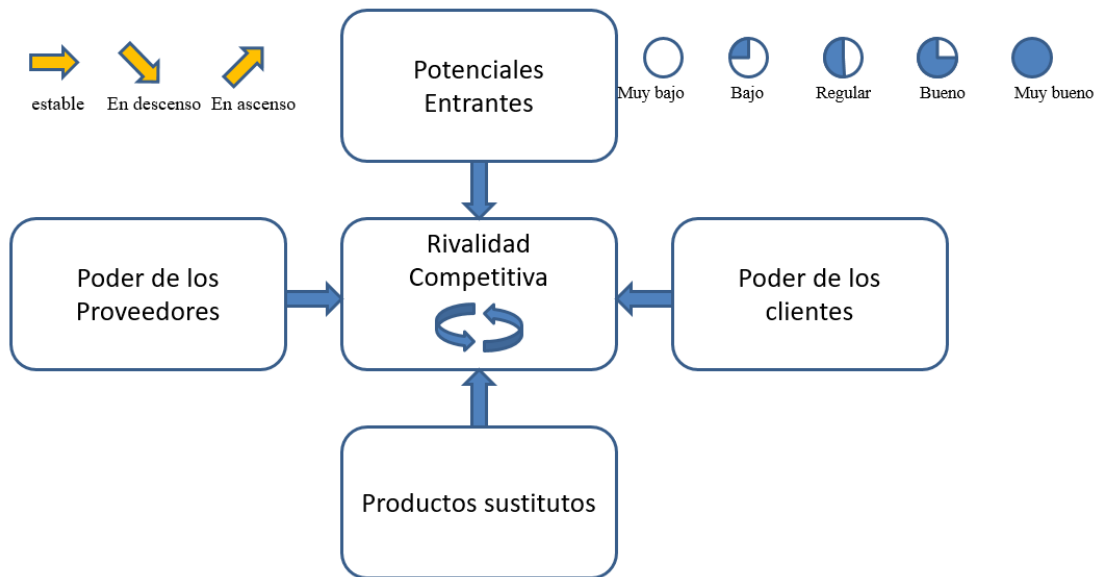 estable
En descenso
En ascenso
Potenciales
Entrantes
Muy bajo
Bajo
Regular
Bueno
Muy bueno
Poder de los
Proveedores
Rivalidad
Competitiva
Poder de los
clientes
Productos sustitutos